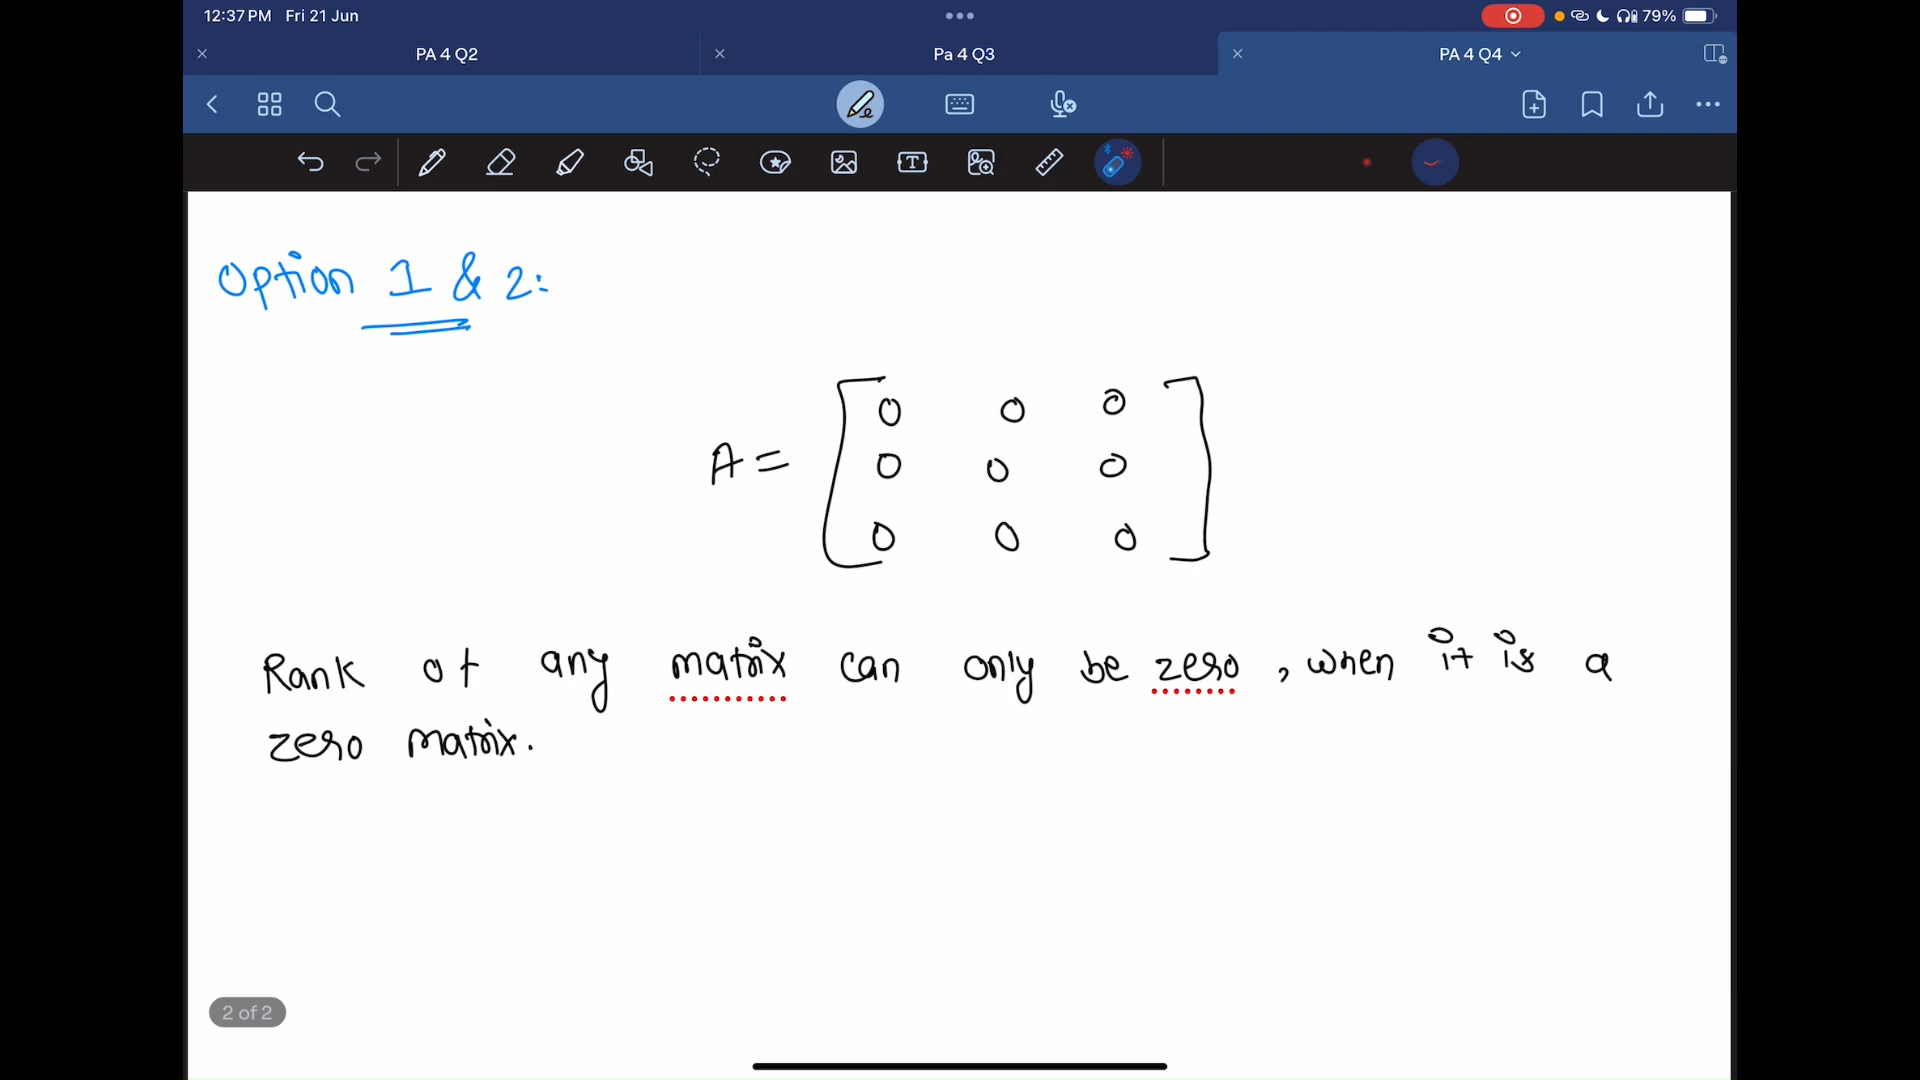 12:37 PM Fri 21 Jun
79%
PA 4 Q2
Pa 4 Q3
PA 4 Q4
Option 1 & 2:
A = [ 0 0 0
0 0 0
0 0 0 ]
Rank of any matrix can only be zero, when it is a
zero matrix.
2 of 2